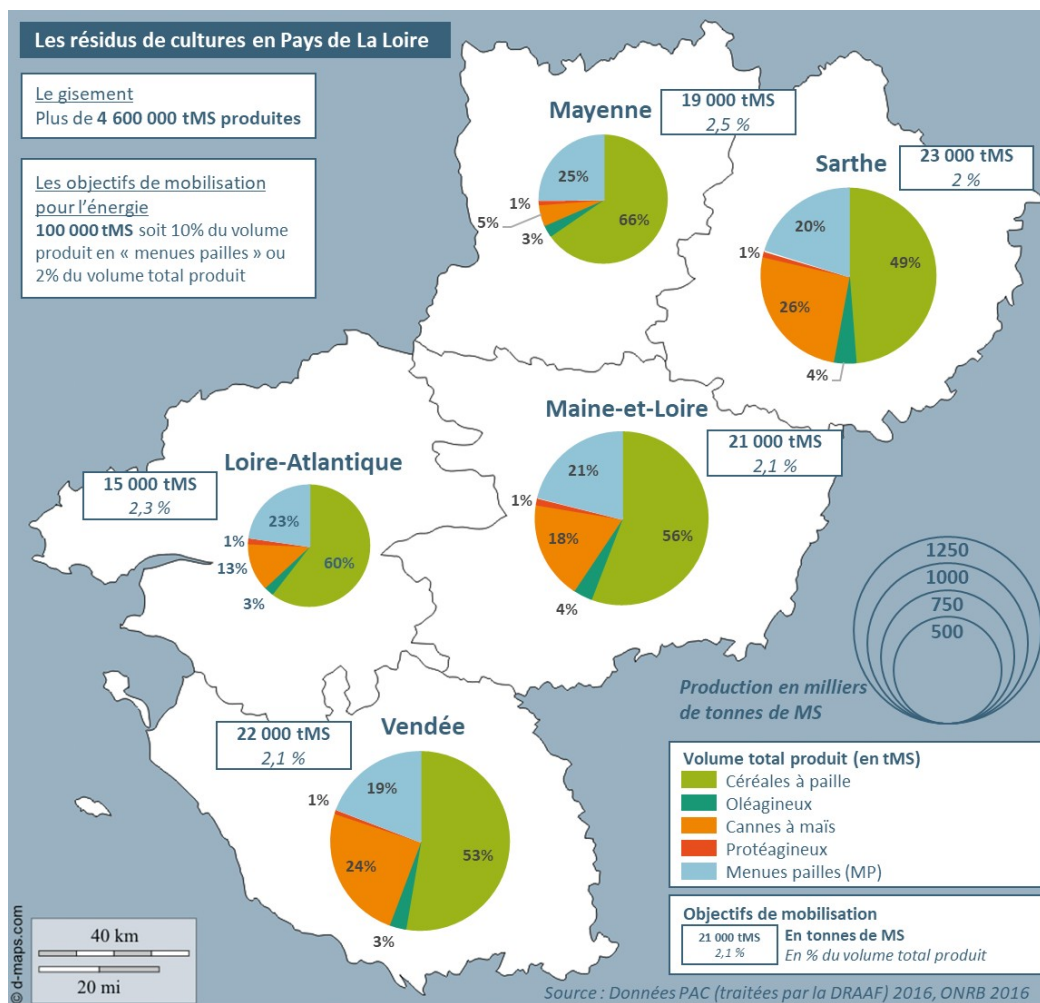 Les résidus de cultures en Pays de La Loire
Le gisement
Plus de 4 600 000 tMS produites
Les objectifs de mobilisation
pour l'énergie
100 000 tMS soit 10% du volume
produit en « menues pailles » ou
2% du volume total produit
Mayenne
19 000 tMS
2,5 %
25%
1%
5%
3%
66%
Sarthe
23 000 tMS
2 %
20%
1%
49%
26%
4%
Maine-et-Loire
21 000 tMS
2,1 %
21%
1%
18%
56%
4%
Loire-Atlantique
15 000 tMS
2,3 %
23%
1%
13%
60%
3%
Vendée
22 000 tMS
2,1 %
19%
1%
53%
24%
3%
1250
1000
750
500
Production en milliers
de tonnes de MS
Volume total produit (en tMS)
Céréales à paille
Oléagineux
Cannes à maïs
Protéagineux
Menues pailles (MP)
Objectifs de mobilisation
21 000 tMS
2,1 %
En tonnes de MS
En % du volume total produit
© d-maps.com
40 km
20 mi
Source : Données PAC (traitées par la DRAAF) 2016, ONRB 2016